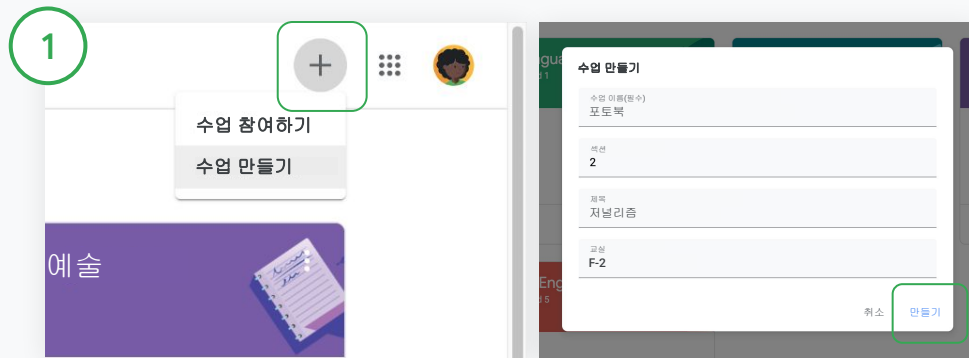 1
수업 참여하기
수업 만들기
예술
수업 만들기
수업 이름(필수)
포토북
섹션
2
제목
저널리즘
교실
F-2
취소
만들기